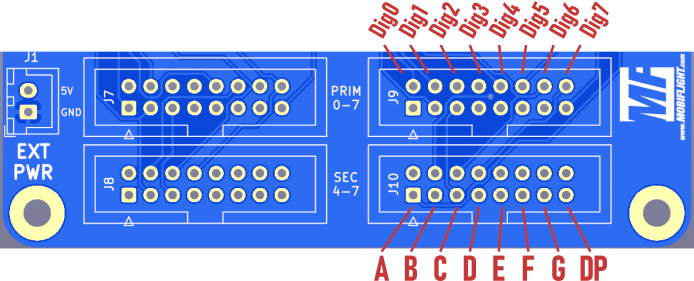 Dig0 Dig1 Dig2 Dig3 Dig4 Dig5 Dig6 Dig7
J1
5V
GND
EXT
PWR
J7
PRIM
0-7
J9
MF
www.MOBIFLIGHT.com
J8
SEC
4-7
J10
A B C D E F G DP